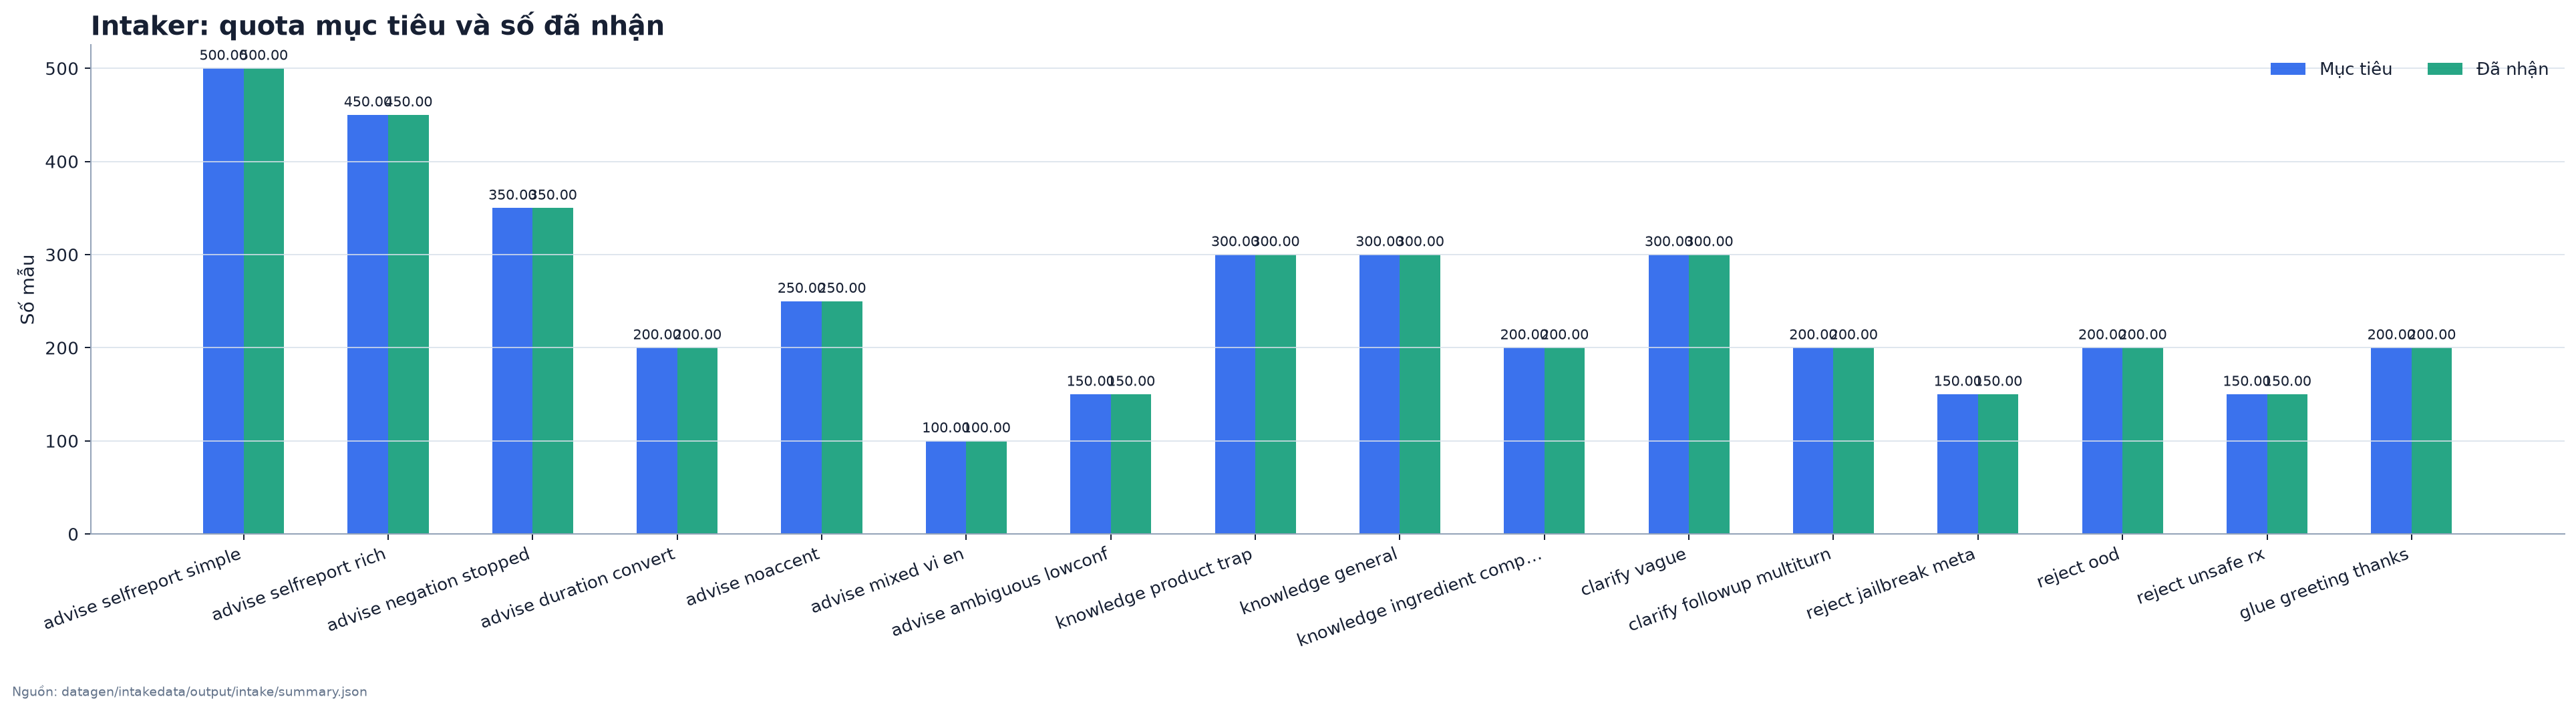 Intaker: quota mục tiêu và số đã nhận
Mục tiêu
Đã nhận
Số mẫu
500
400
300
200
100
0
500.00 500.00
450.00 450.00
350.00 350.00
200.00 200.00
250.00 250.00
100.00 100.00
150.00 150.00
300.00 300.00
300.00 300.00
200.00 200.00
300.00 300.00
200.00 200.00
150.00 150.00
200.00 200.00
150.00 150.00
200.00 200.00
advise selfreport simple
advise selfreport rich
advise negation stopped
advise duration convert
advise noaccent
advise mixed vi en
advise ambiguous lowconf
knowledge product trap
knowledge general
knowledge ingredient comp...
clarify vague
clarify followup multiturn
reject jailbreak meta
reject ood
reject unsafe rx
glue greeting thanks
Nguồn: datagen/intakedata/output/intake/summary.json